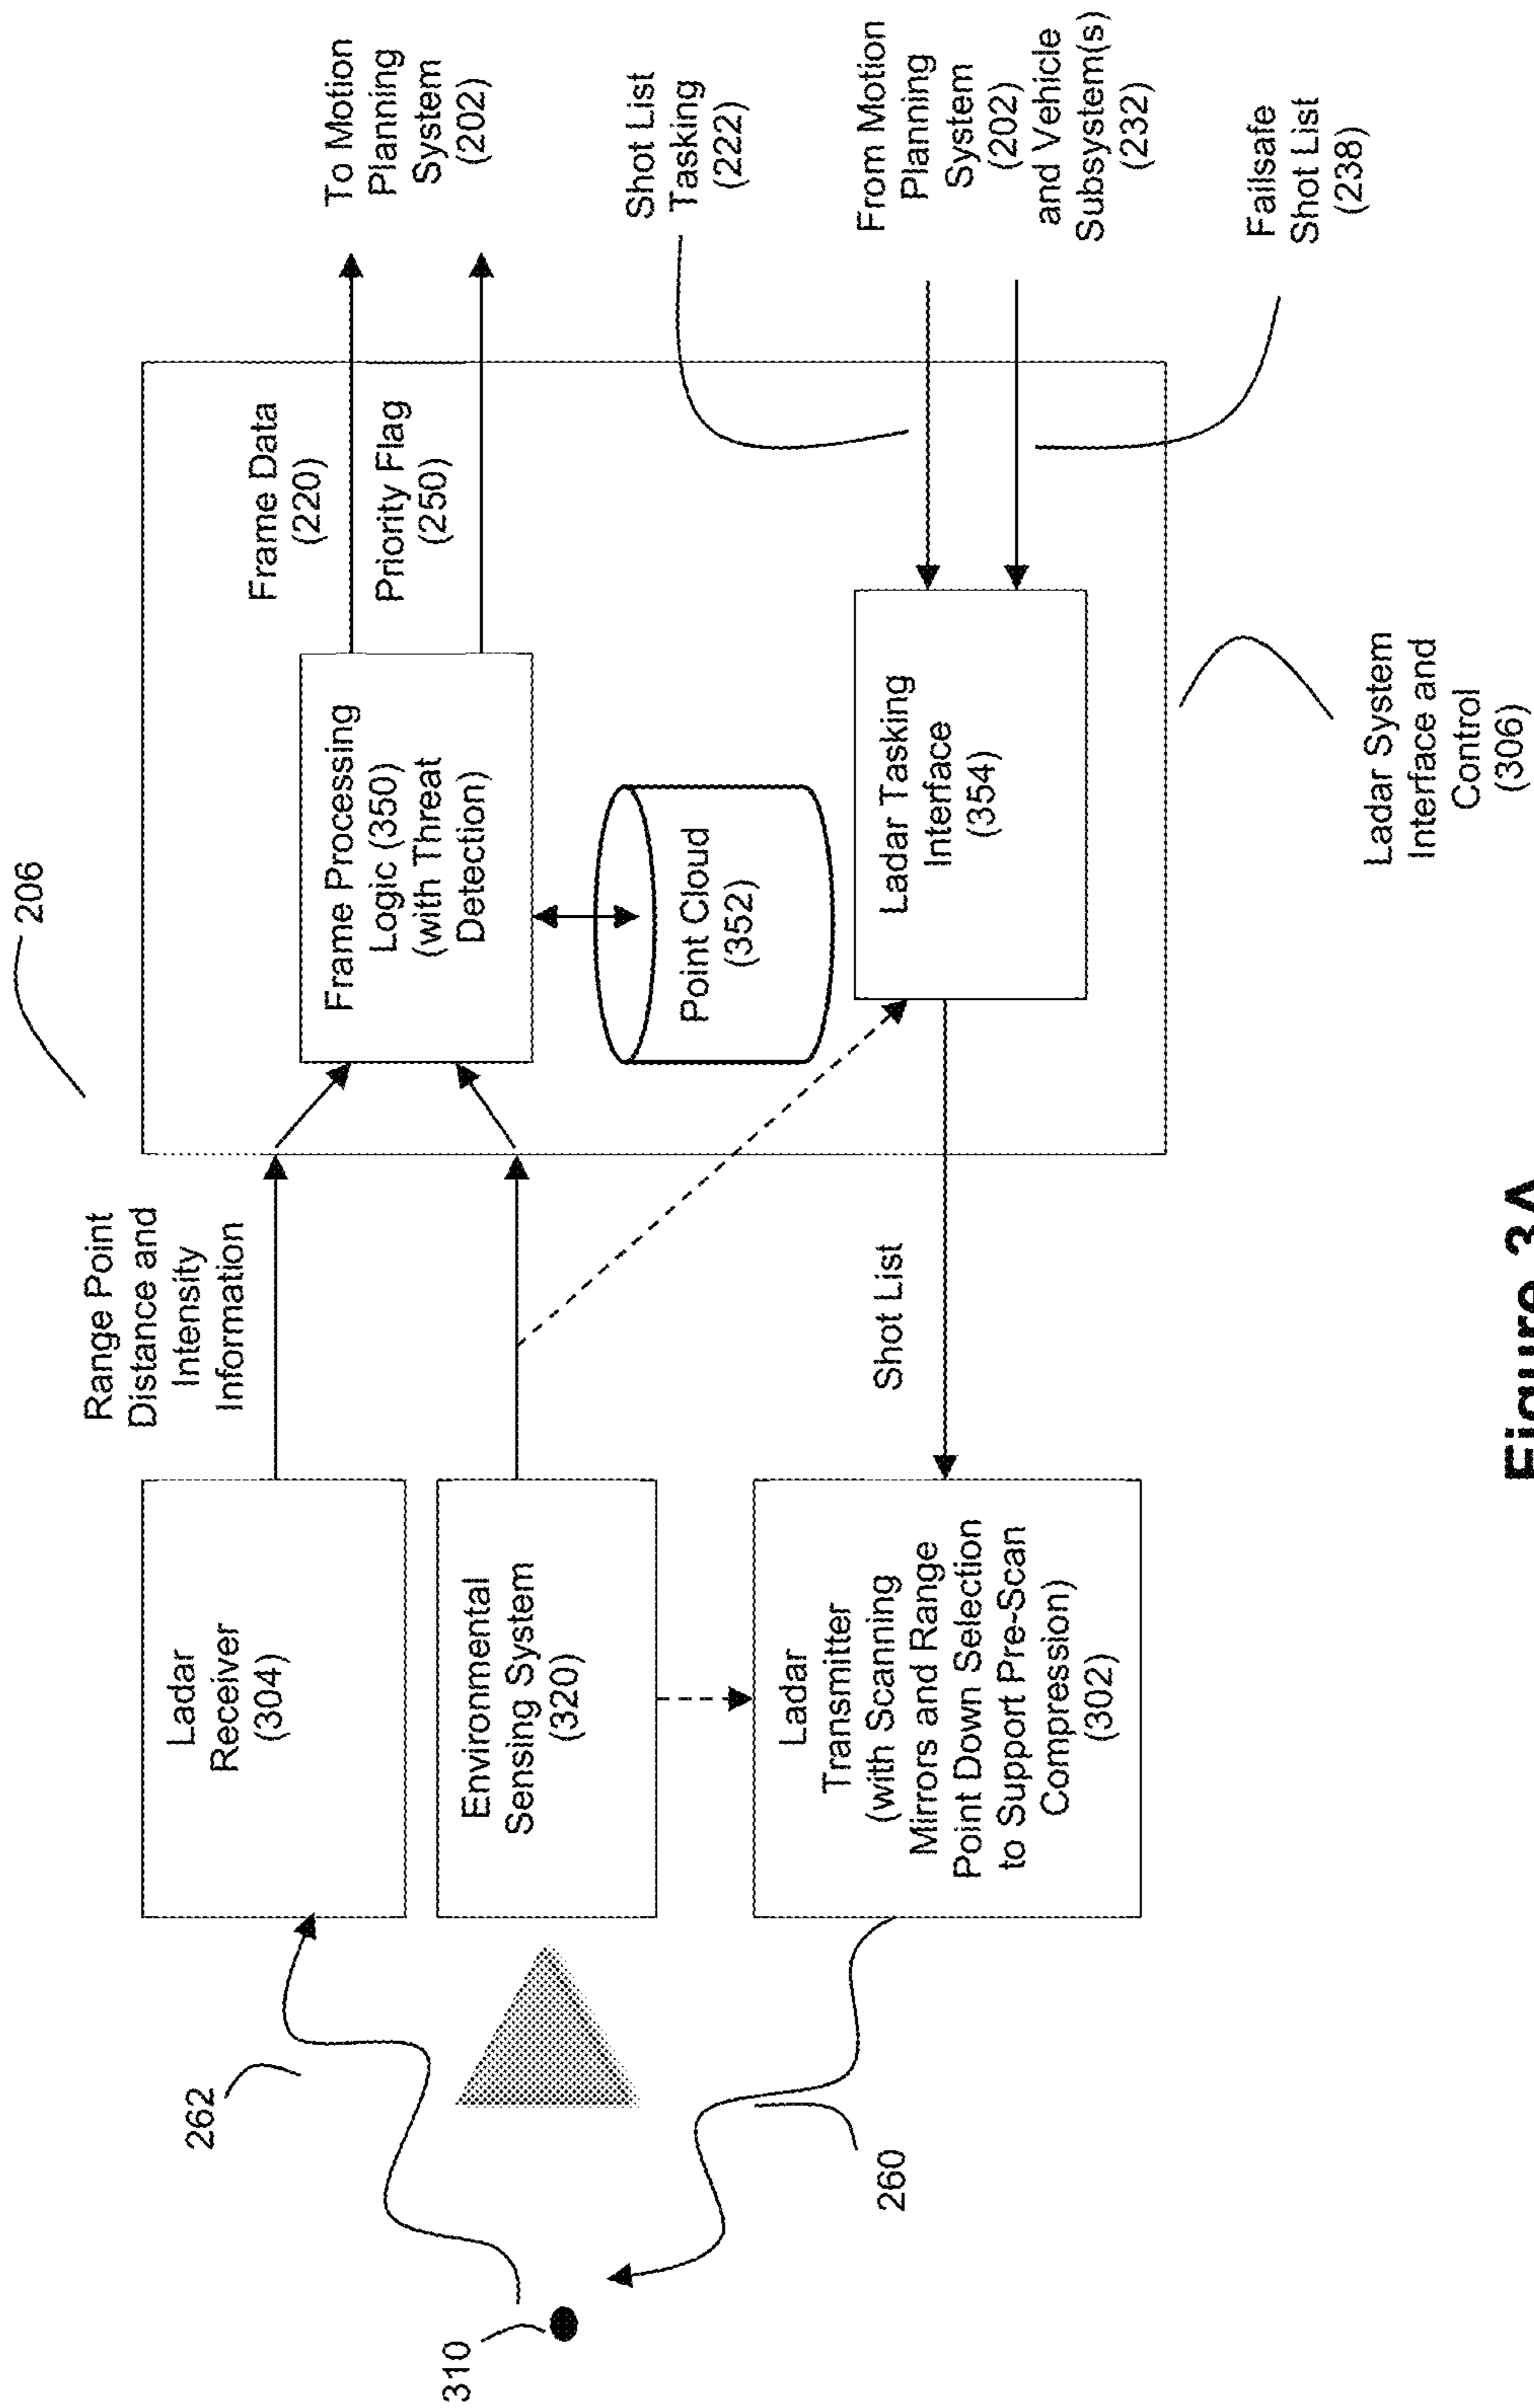 206
Range Point
Distance and
Intensity
Information
Ladar
Receiver
(304)
Environmental
Sensing System
(320)
Ladar
Transmitter
(with Scanning
Mirrors and Range
Point Down Selection
to Support Pre-Scan
Compression)
(302)
262
310
260
Shot List
Frame Processing
Logic (350)
(with Threat
Detection)
Point Cloud
(352)
Ladar Tasking
Interface
(354)
Frame Data
(220)
Priority Flag
(250)
To Motion
Planning
System
(202)
Shot List
Tasking
(222)
From Motion
Planning
System
(202)
and Vehicle
Subsystem(s)
(232)
Failsafe
Shot List
(238)
Ladar System
Interface and
Control
(306)
Figure 3A